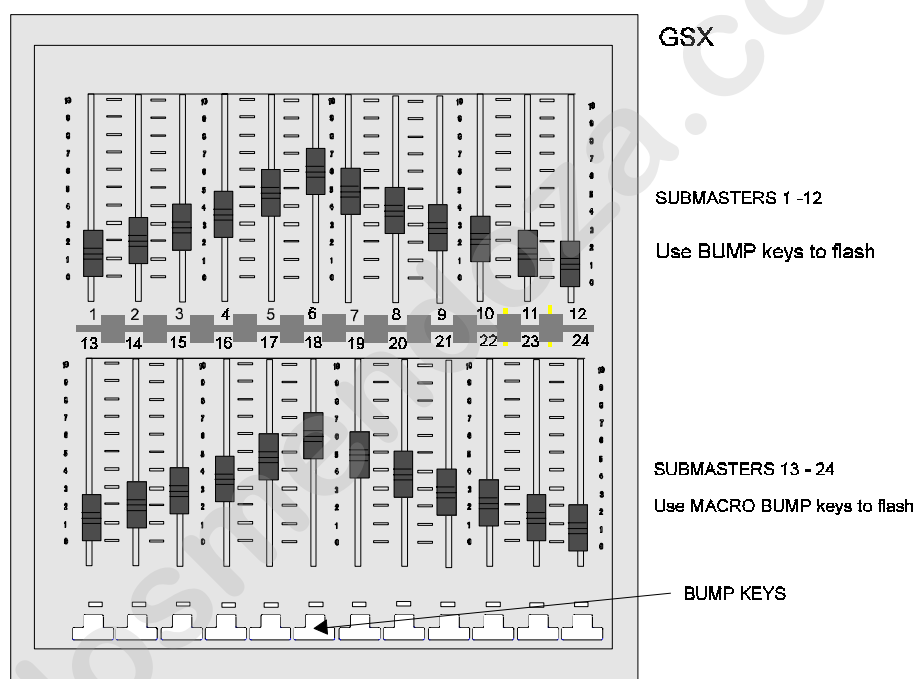 GSX
SUBMASTERS 1 -12
Use BUMP keys to flash
1 2 3 4 5 6 7 8 9 10 11 12
13 14 15 16 17 18 19 20 21 22 23 24
SUBMASTERS 13 - 24
Use MACRO BUMP keys to flash
BUMP KEYS